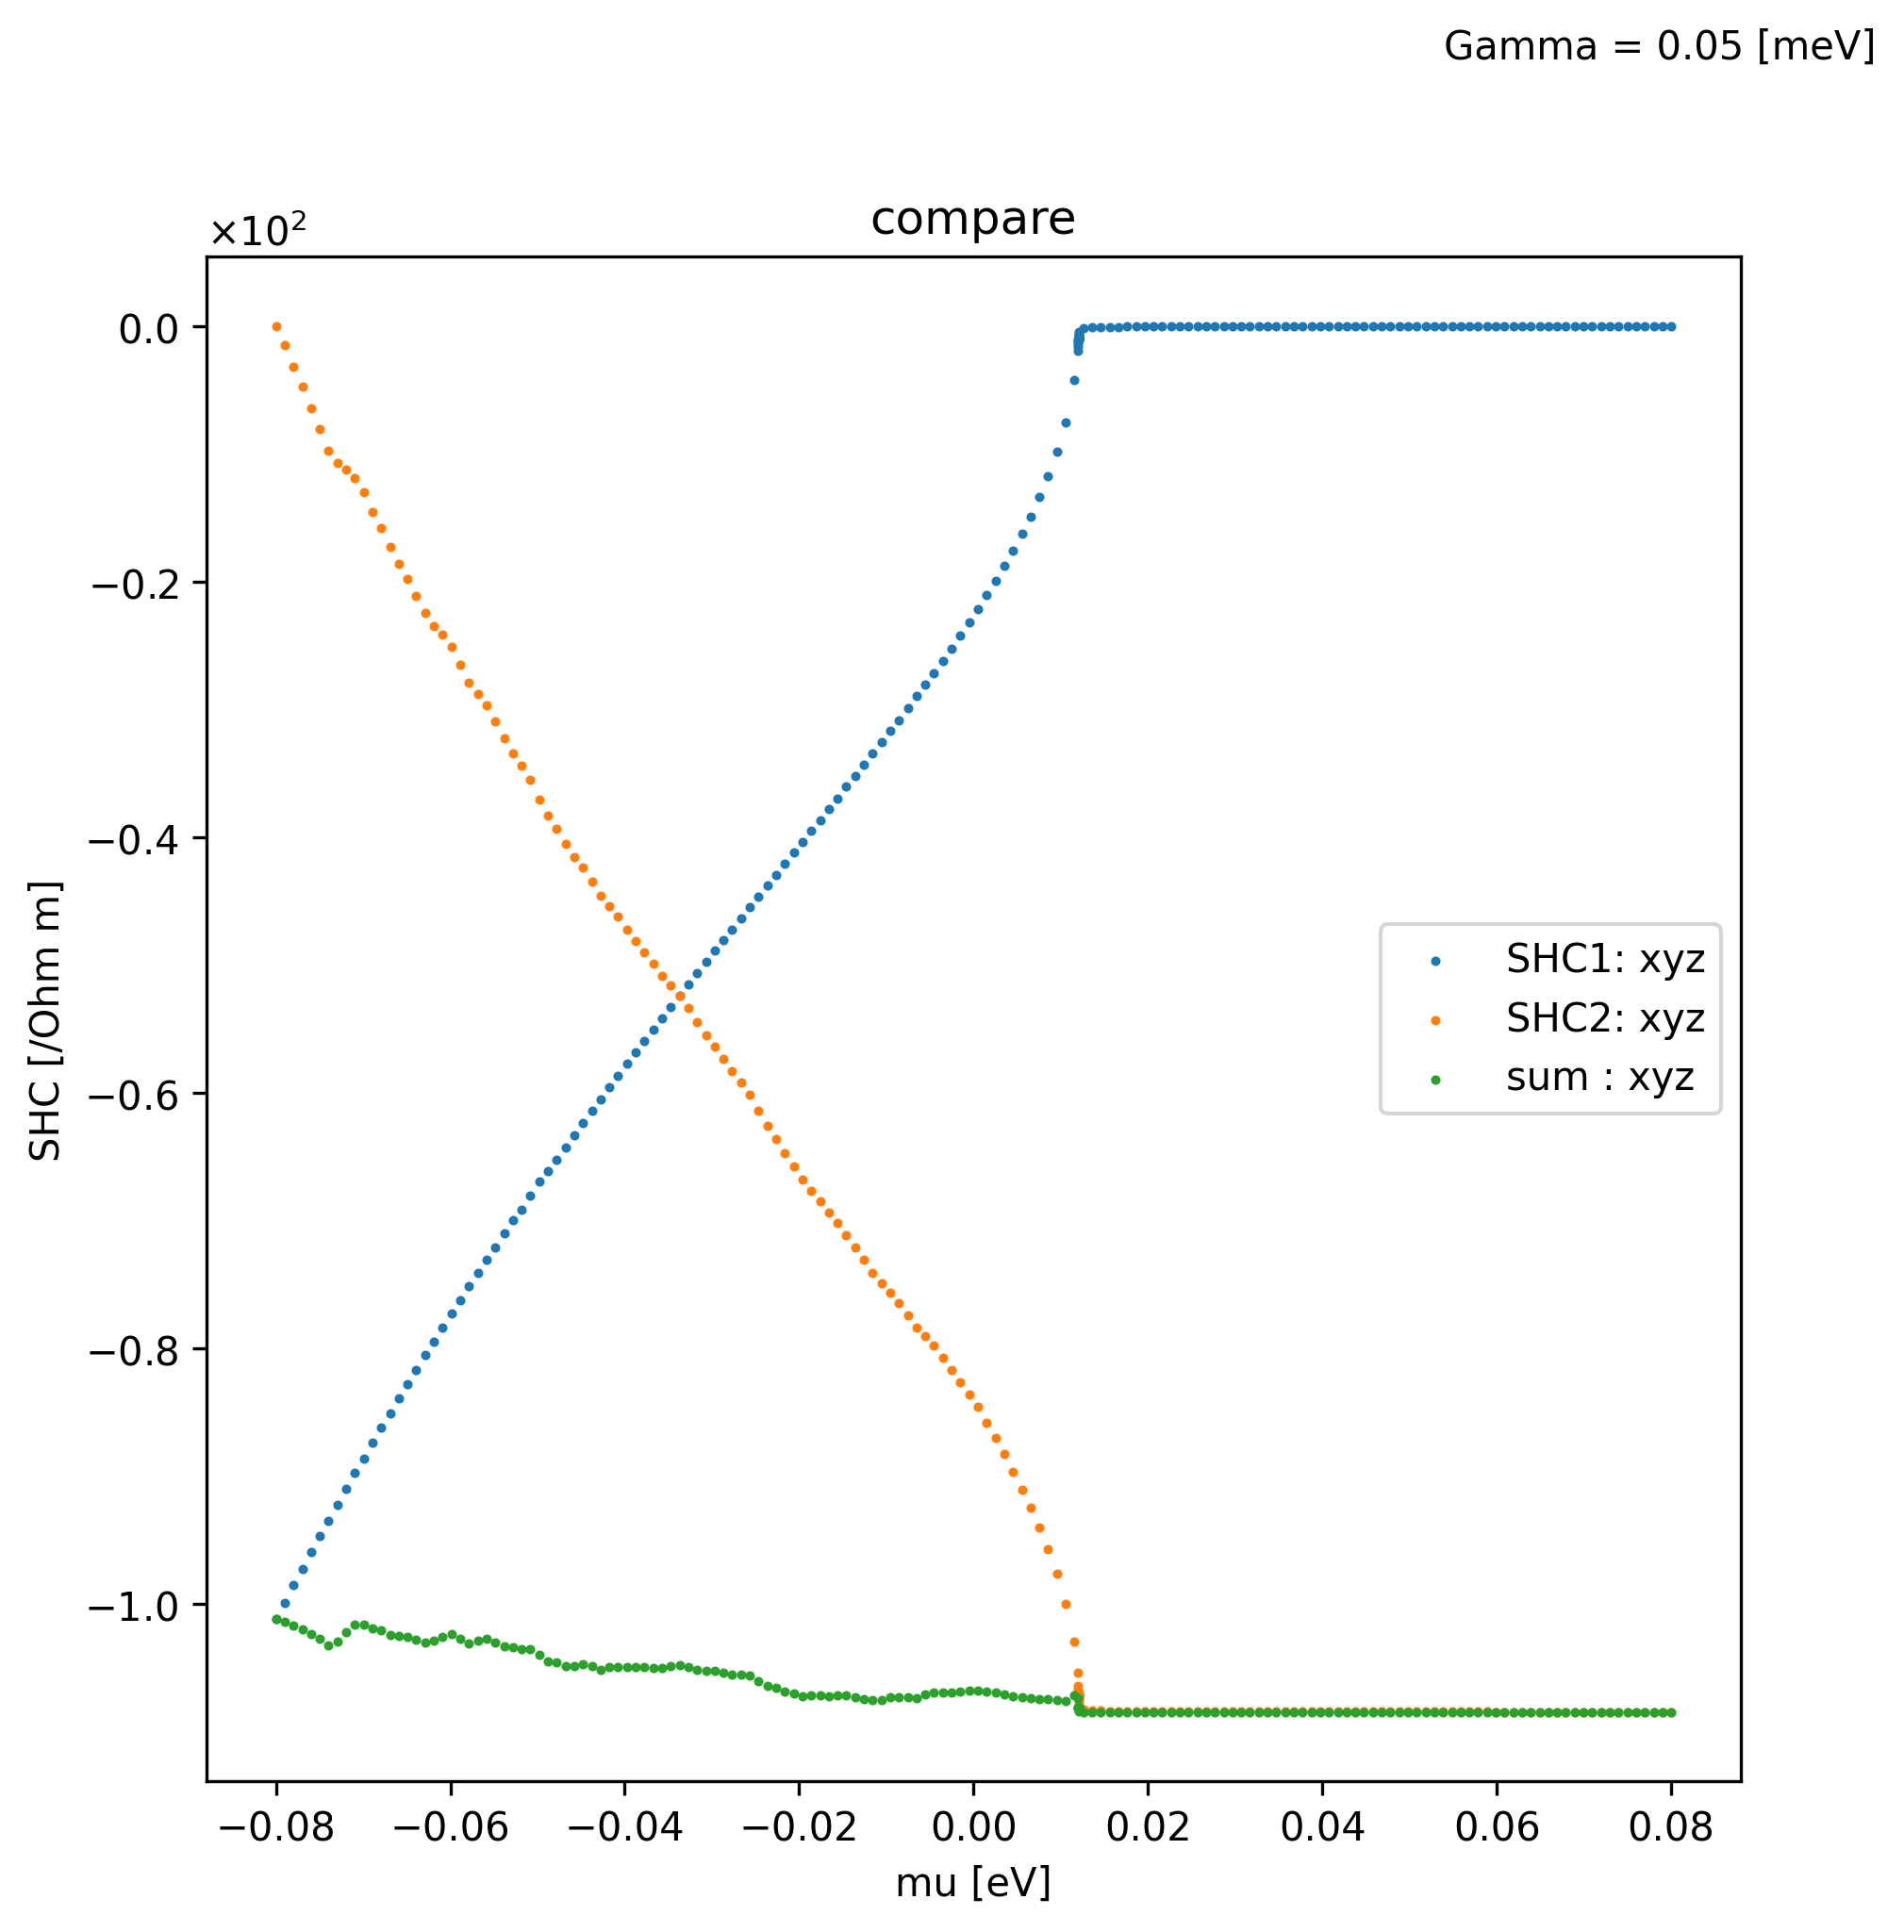 Gamma = 0.05 [meV]
compare
×10²
0.0
−0.2
−0.4
−0.6
−0.8
−1.0
SHC [/Ohm m]
SHC1: xyz
SHC2: xyz
sum : xyz
−0.08 −0.06 −0.04 −0.02 0.00 0.02 0.04 0.06 0.08
mu [eV]